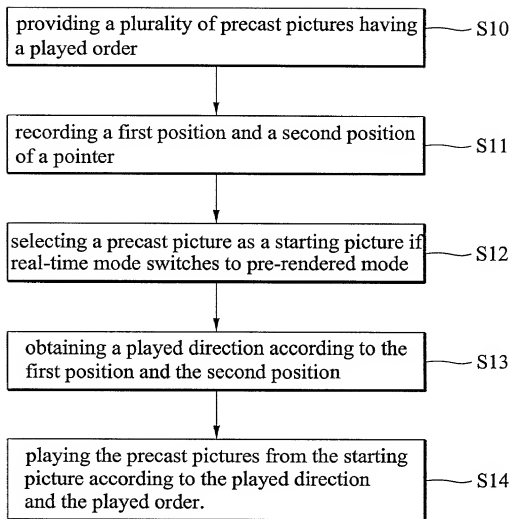 providing a plurality of precast pictures having
a played order
S10
recording a first position and a second position
of a pointer
S11
selecting a precast picture as a starting picture if
real-time mode switches to pre-rendered mode
S12
obtaining a played direction according to the
first position and the second position
S13
playing the precast pictures from the starting
picture according to the played direction
and the played order.
S14